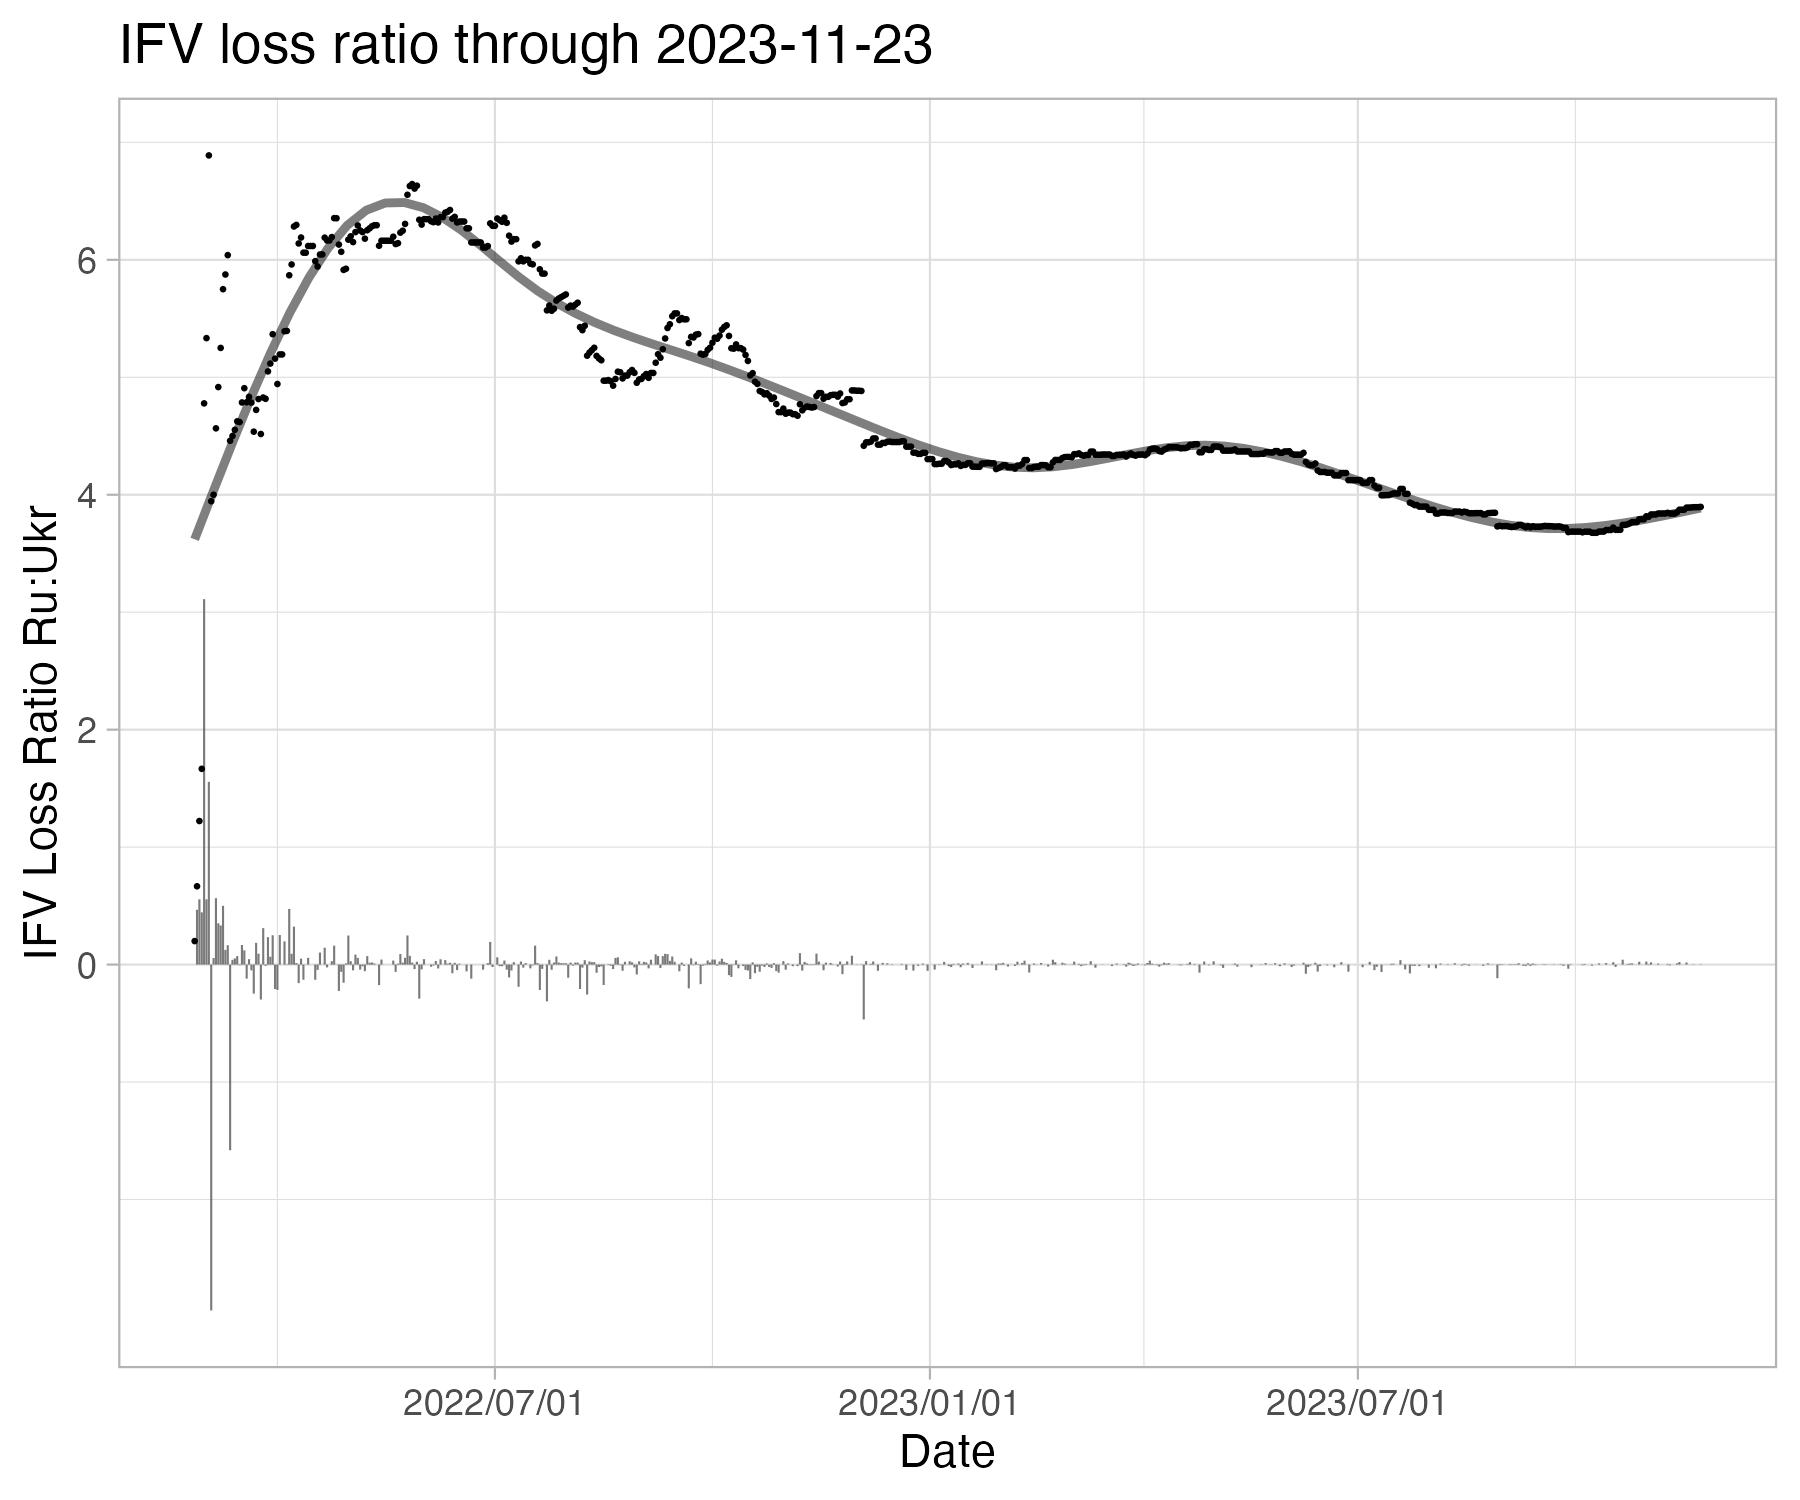 IFV loss ratio through 2023-11-23
IFV Loss Ratio Ru:Ukr
6
4
2
0
2022/07/01
2023/01/01
2023/07/01
Date